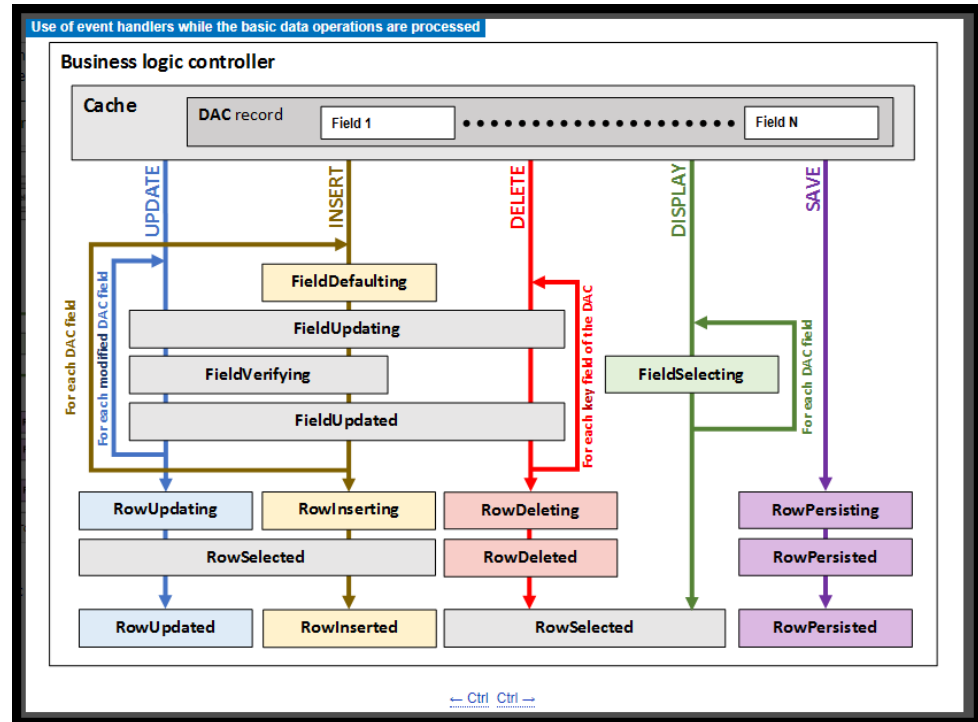 Use of event handlers while the basic data operations are processed
Business logic controller
Cache
DAC record
Field 1
Field N
UPDATE
INSERT
DELETE
DISPLAY
SAVE
For each DAC field
For each modified DAC field
For each key field of the DAC
For each DAC field
FieldDefaulting
FieldUpdating
FieldVerifying
FieldSelecting
FieldUpdated
RowUpdating
RowInserting
RowDeleting
RowPersisting
RowSelected
RowDeleted
RowPersisted
RowUpdated
RowInserted
RowSelected
RowPersisted
← Ctrl Ctrl →